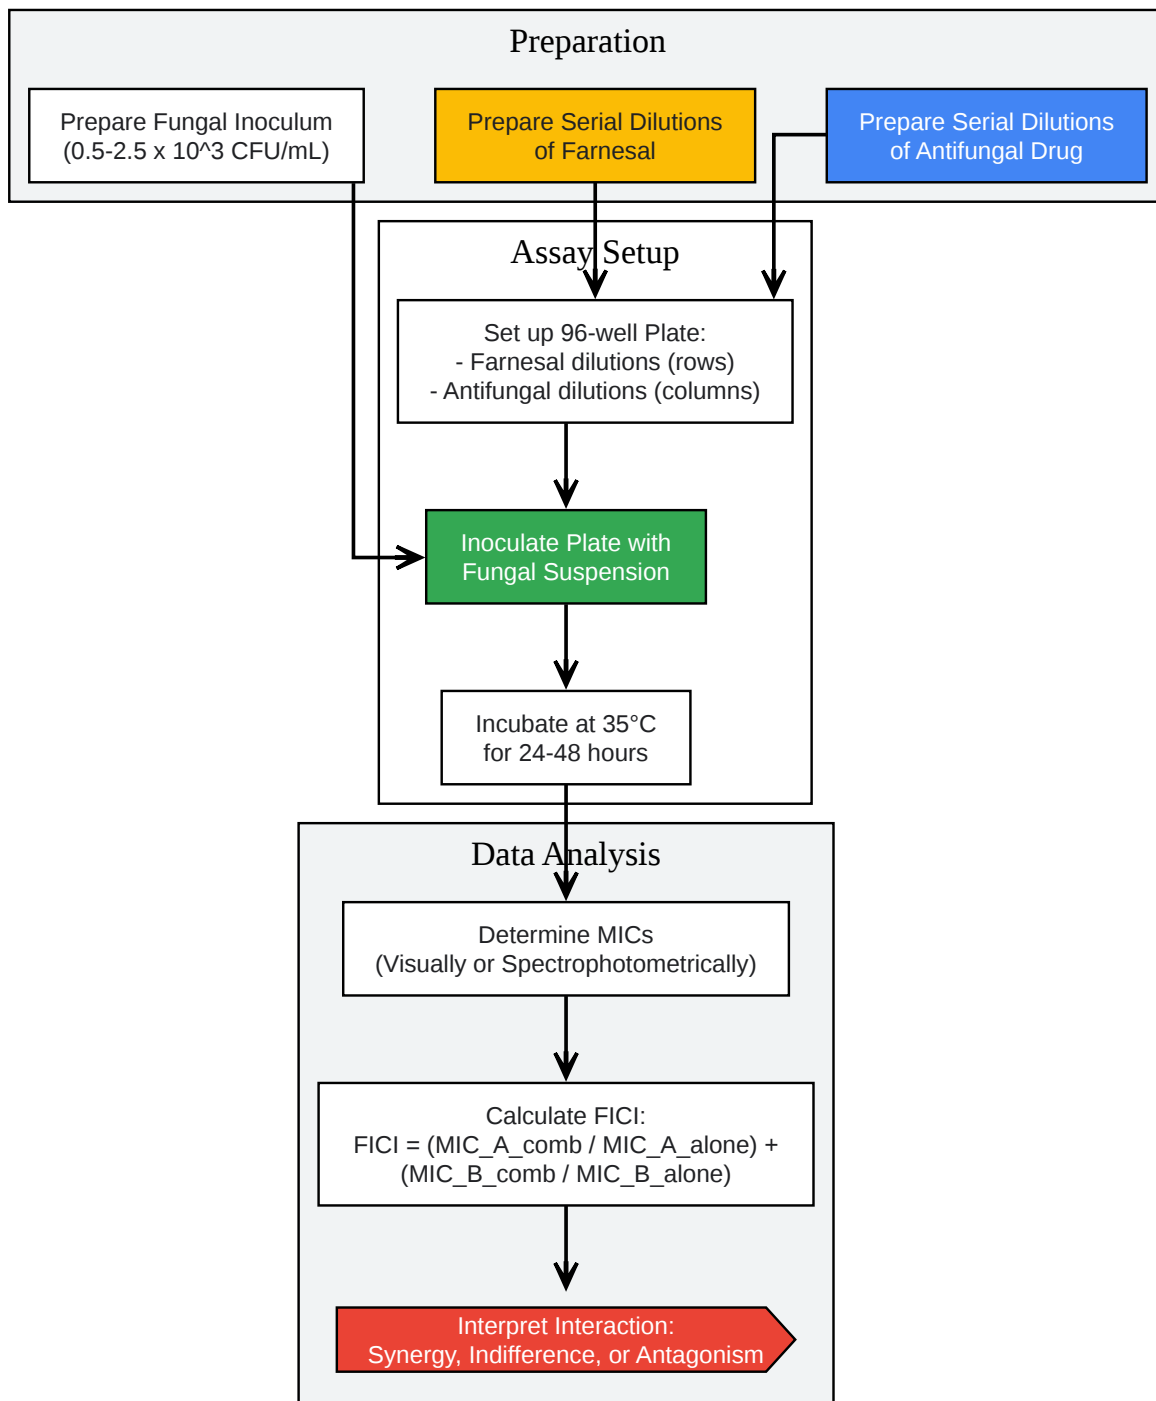 Preparation
Prepare Fungal Inoculum
(0.5-2.5 x 10^3 CFU/mL)
Prepare Serial Dilutions
of Farnesal
Prepare Serial Dilutions
of Antifungal Drug
Assay Setup
Set up 96-well Plate:
- Farnesal dilutions (rows)
- Antifungal dilutions (columns)
Inoculate Plate with
Fungal Suspension
Incubate at 35°C
for 24-48 hours
Data Analysis
Determine MICs
(Visually or Spectrophotometrically)
Calculate FICI:
FICI = (MIC_A_comb / MIC_A_alone) +
(MIC_B_comb / MIC_B_alone)
Interpret Interaction:
Synergy, Indifference, or Antagonism